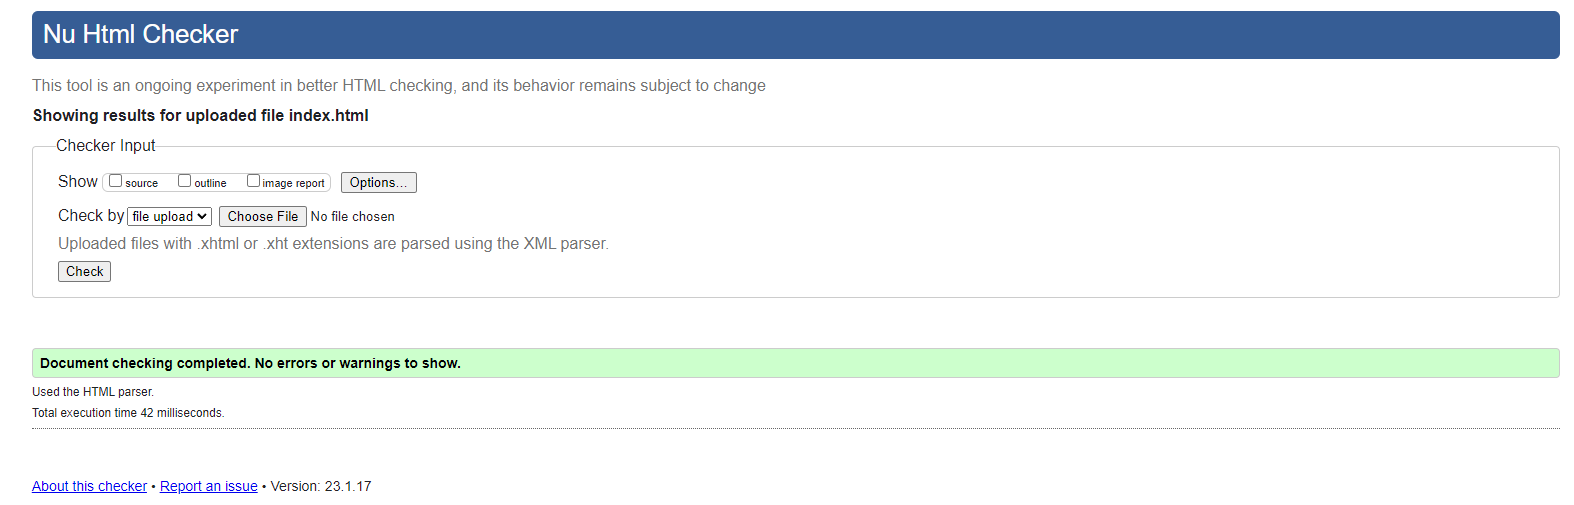 Nu Html Checker
This tool is an ongoing experiment in better HTML checking, and its behavior remains subject to change
Showing results for uploaded file index.html
Checker Input
Show source outline image report Options...
Check by file upload Choose File No file chosen
Uploaded files with .xhtml or .xht extensions are parsed using the XML parser.
Check
Document checking completed. No errors or warnings to show.
Used the HTML parser.
Total execution time 42 milliseconds.
About this checker • Report an issue • Version: 23.1.17